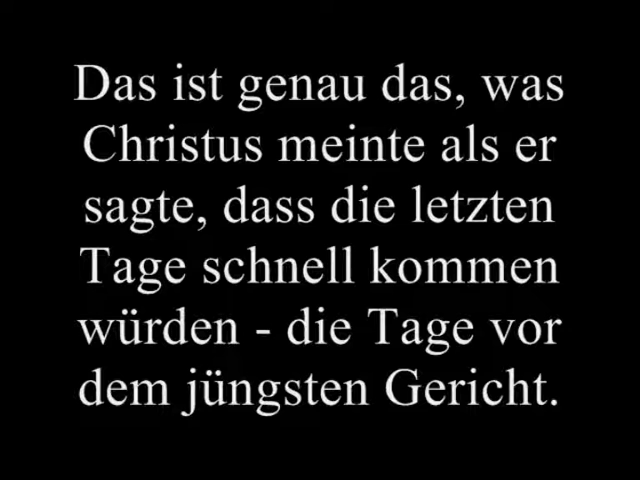 Das ist genau das, was
Christus meinte als er
sagte, dass die letzten
Tage schnell kommen
würden - die Tage vor
dem jüngsten Gericht.